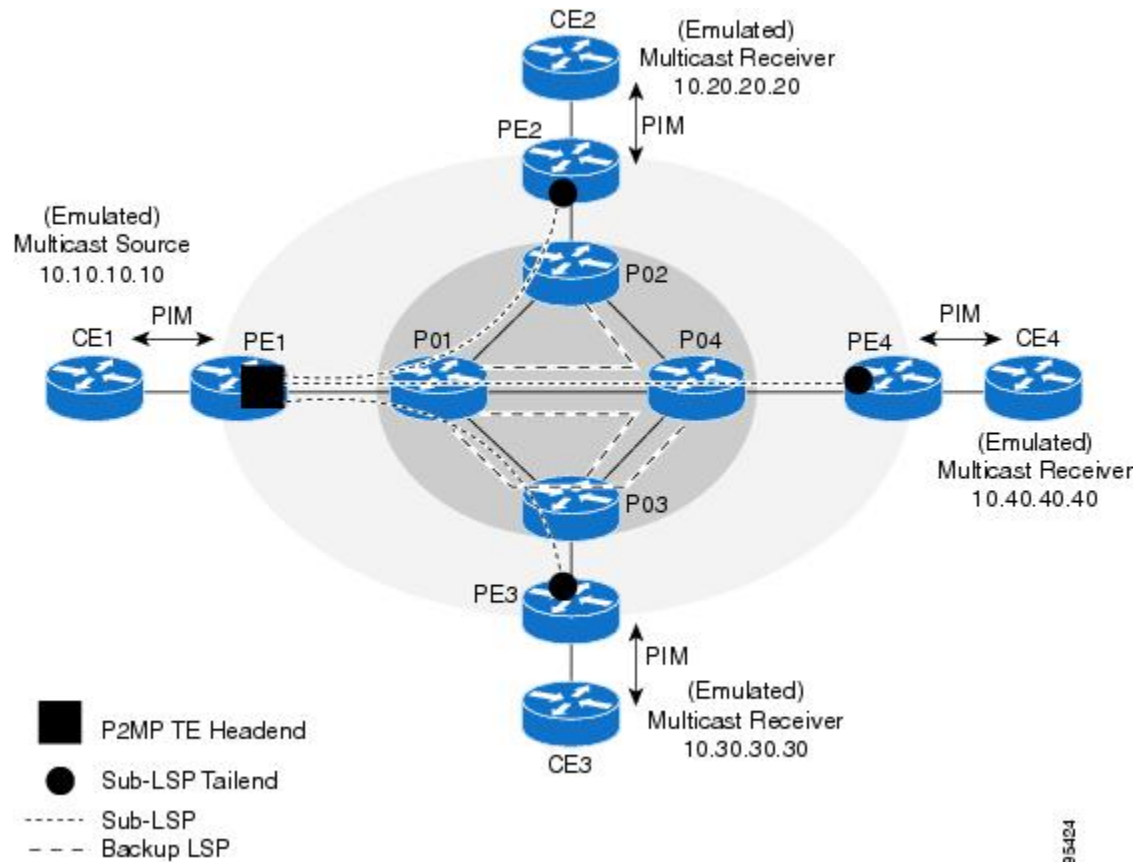 CE2
(Emulated)
Multicast Receiver
10.20.20.20
PE2
PIM
(Emulated)
Multicast Source
10.10.10.10
P02
PIM
CE1
PE1
P01
P04
PE4
PIM
CE4
(Emulated)
Multicast Receiver
10.40.40.40
P03
PE3
PIM
(Emulated)
Multicast Receiver
10.30.30.30
CE3
P2MP TE Headend
Sub-LSP Tailend
Sub-LSP
Backup LSP
95424